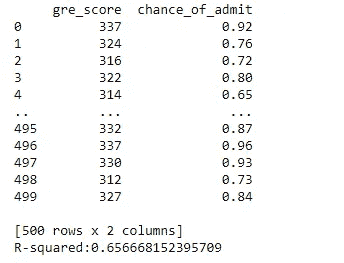 gre_score chance_of_admit
0 337 0.92
1 324 0.76
2 316 0.72
3 322 0.80
4 314 0.65
.. ... ...
495 332 0.87
496 337 0.96
497 330 0.93
498 312 0.73
499 327 0.84
[500 rows x 2 columns]
R-squared:0.656668152395709